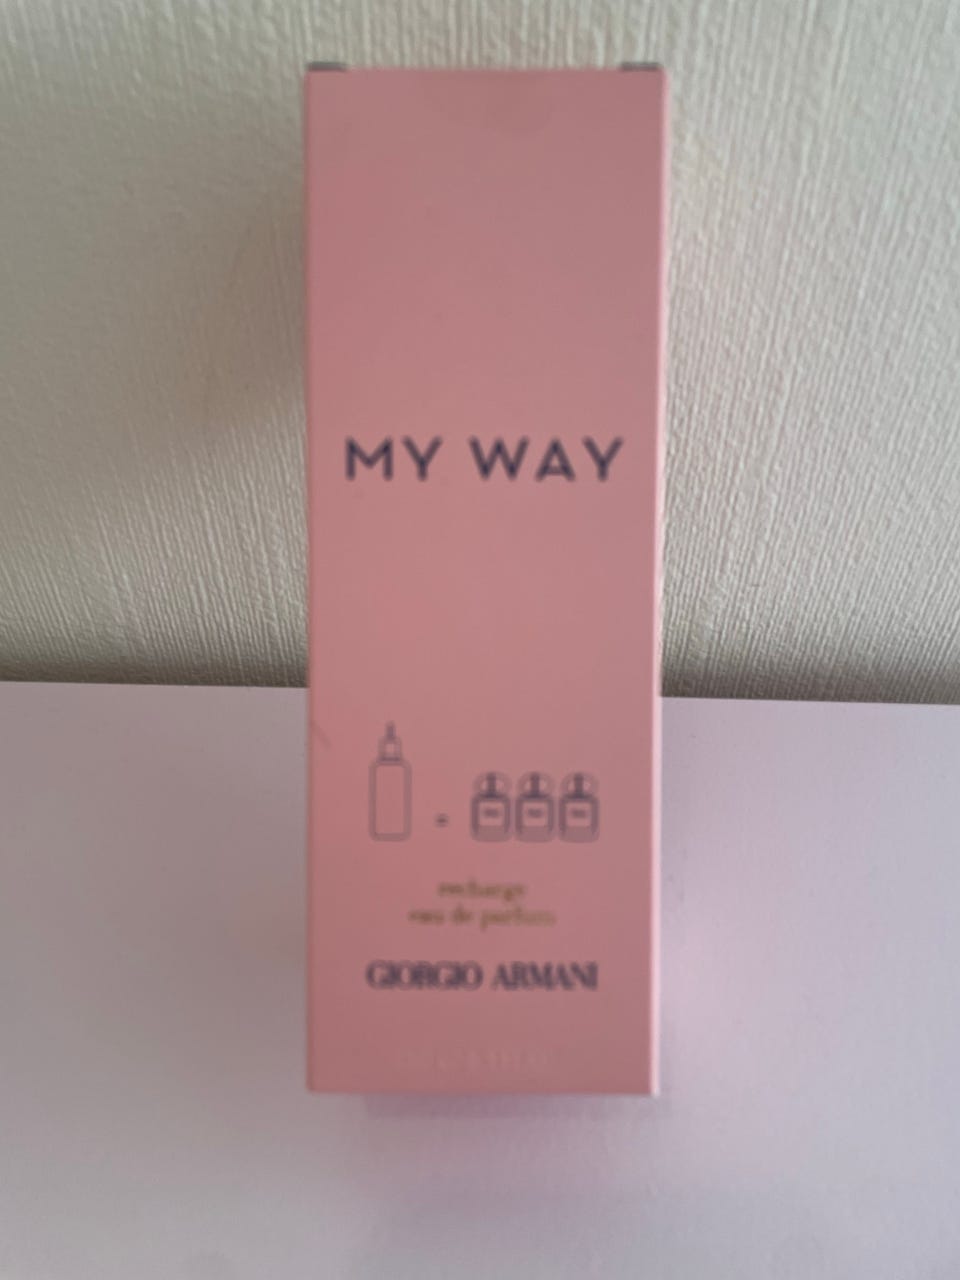 MY WAY
=
recharge
eau de parfum
GIORGIO ARMANI